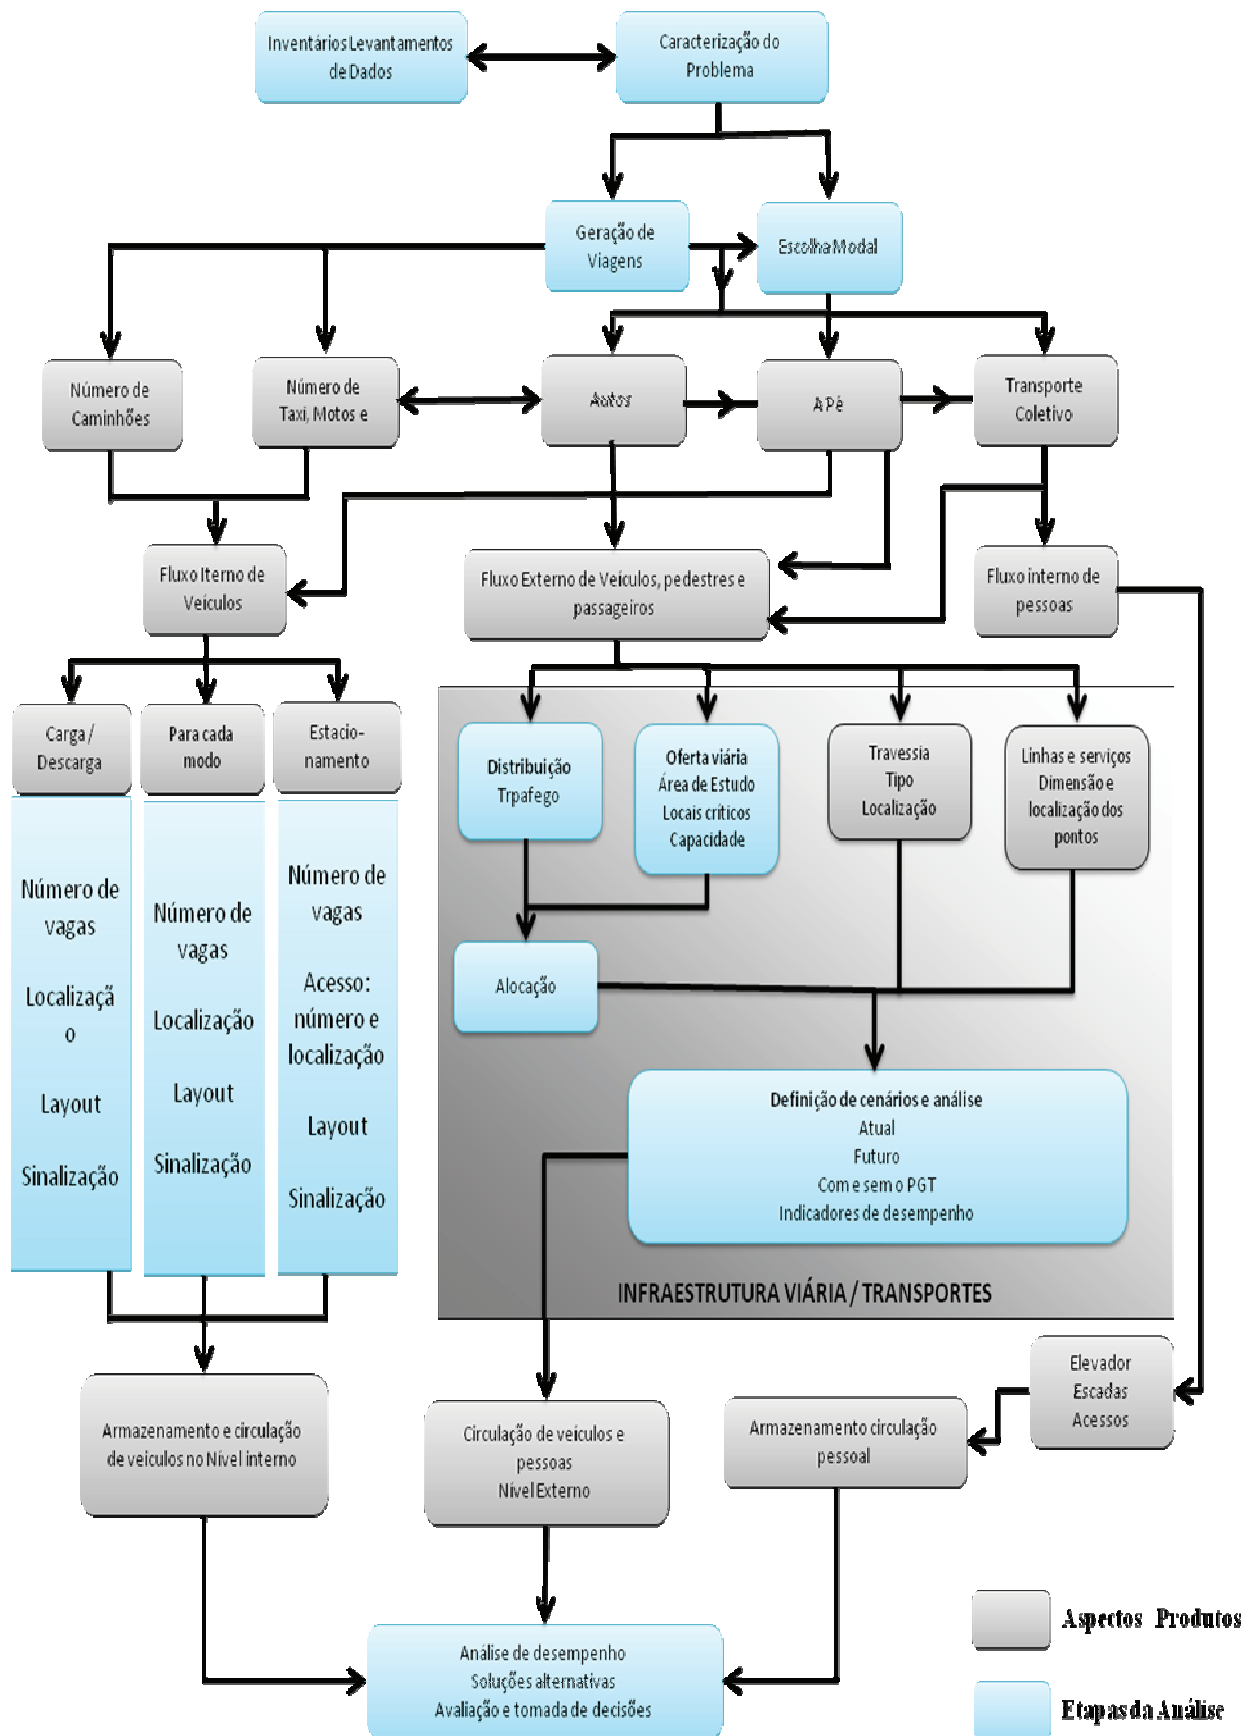 Inventários Levantamentos
de Dados
Caracterização do
Problema
Geração de
Viagens
Escolha Modal
Número de
Caminhões
Número de
Taxi, Motos e
Autos
A Pé
Transporte
Coletivo
Fluxo Iterno de
Veículos
Fluxo Externo de Veículos, pedestres e
passageiros
Fluxo interno de
pessoas
Carga /
Descarga
Para cada
modo
Estacio-
namento
Número de
vagas
Localizaçã
o
Layout
Sinalização
Número de
vagas
Localização
Layout
Sinalização
Número de
vagas
Acesso:
número e
localização
Layout
Sinalização
Distribuição
Trpafego
Oferta viária
Área de Estudo
Locais críticos
Capacidade
Travessia
Tipo
Localização
Linhas e serviços
Dimensão e
localização dos
pontos
Alocação
Definição de cenários e análise
Atual
Futuro
Com e sem o PGT
Indicadores de desempenho
INFRAESTRUTURA VIÁRIA / TRANSPORTES
Elevador
Escadas
Acessos
Armazenamento e circulação
de veiculos no Nível interno
Circulação de veículos e
pessoas
Nível Externo
Armazenamento circulação
pessoal
Análise de desempenho
Soluções alternativas
Avaliação e tomada de decisões
Aspectos Produtos
Etapas da Análise